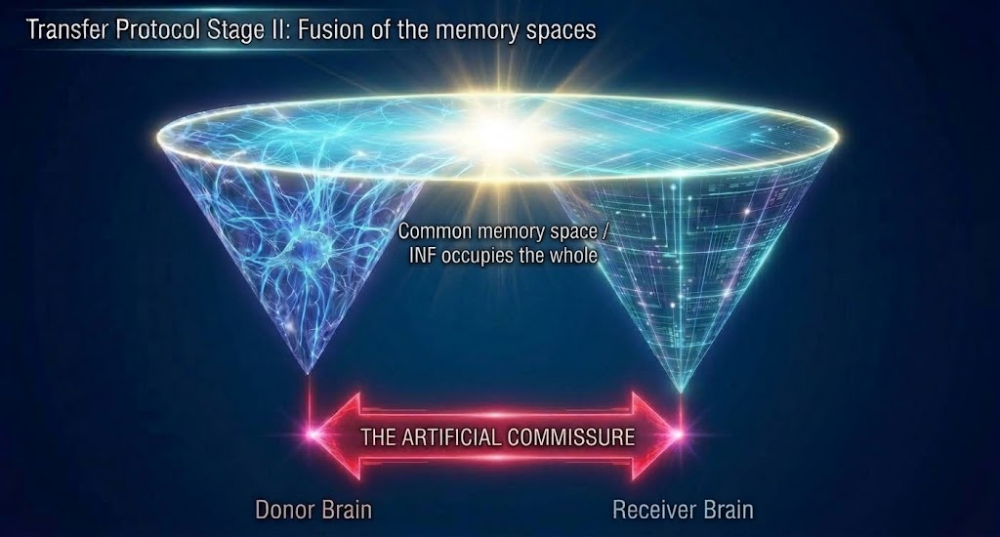 Transfer Protocol Stage II: Fusion of the memory spaces
Common memory space /
INF occupies the whole
THE ARTIFICIAL COMMISSURE
Donor Brain
Receiver Brain